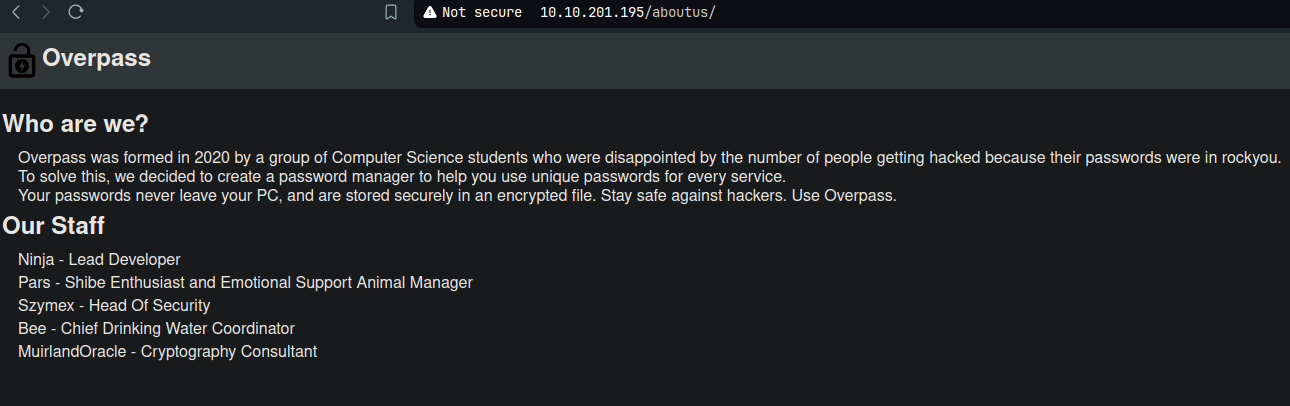 Not secure 10.10.201.195/aboutus/
Overpass
Who are we?
Overpass was formed in 2020 by a group of Computer Science students who were disappointed by the number of people getting hacked because their passwords were in rockyou.
To solve this, we decided to create a password manager to help you use unique passwords for every service.
Your passwords never leave your PC, and are stored securely in an encrypted file. Stay safe against hackers. Use Overpass.
Our Staff
Ninja - Lead Developer
Pars - Shibe Enthusiast and Emotional Support Animal Manager
Szymex - Head Of Security
Bee - Chief Drinking Water Coordinator
MuirlandOracle - Cryptography Consultant